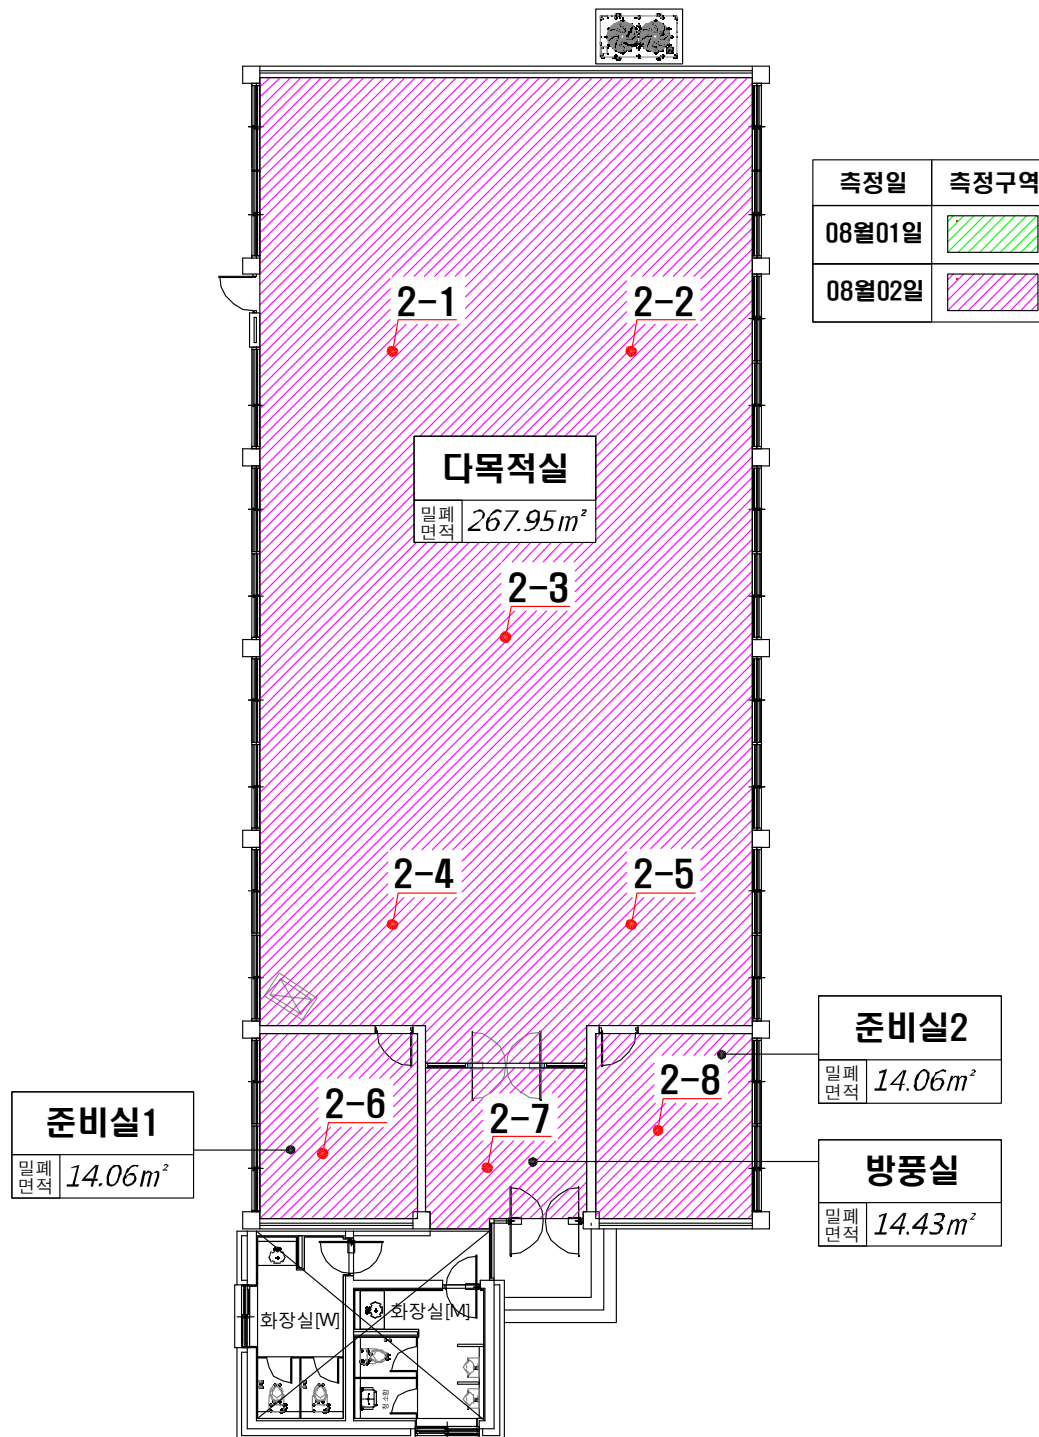 측정일 측정구역
08월01일
08월02일
2-1 2-2
다목적실
밀폐면적 267.95m²
2-3
2-4 2-5
준비실2
밀폐면적 14.06m²
2-8
2-6
2-7
준비실1
밀폐면적 14.06m²
방풍실
밀폐면적 14.43m²
화장실[W] 화장실[M]
청소함